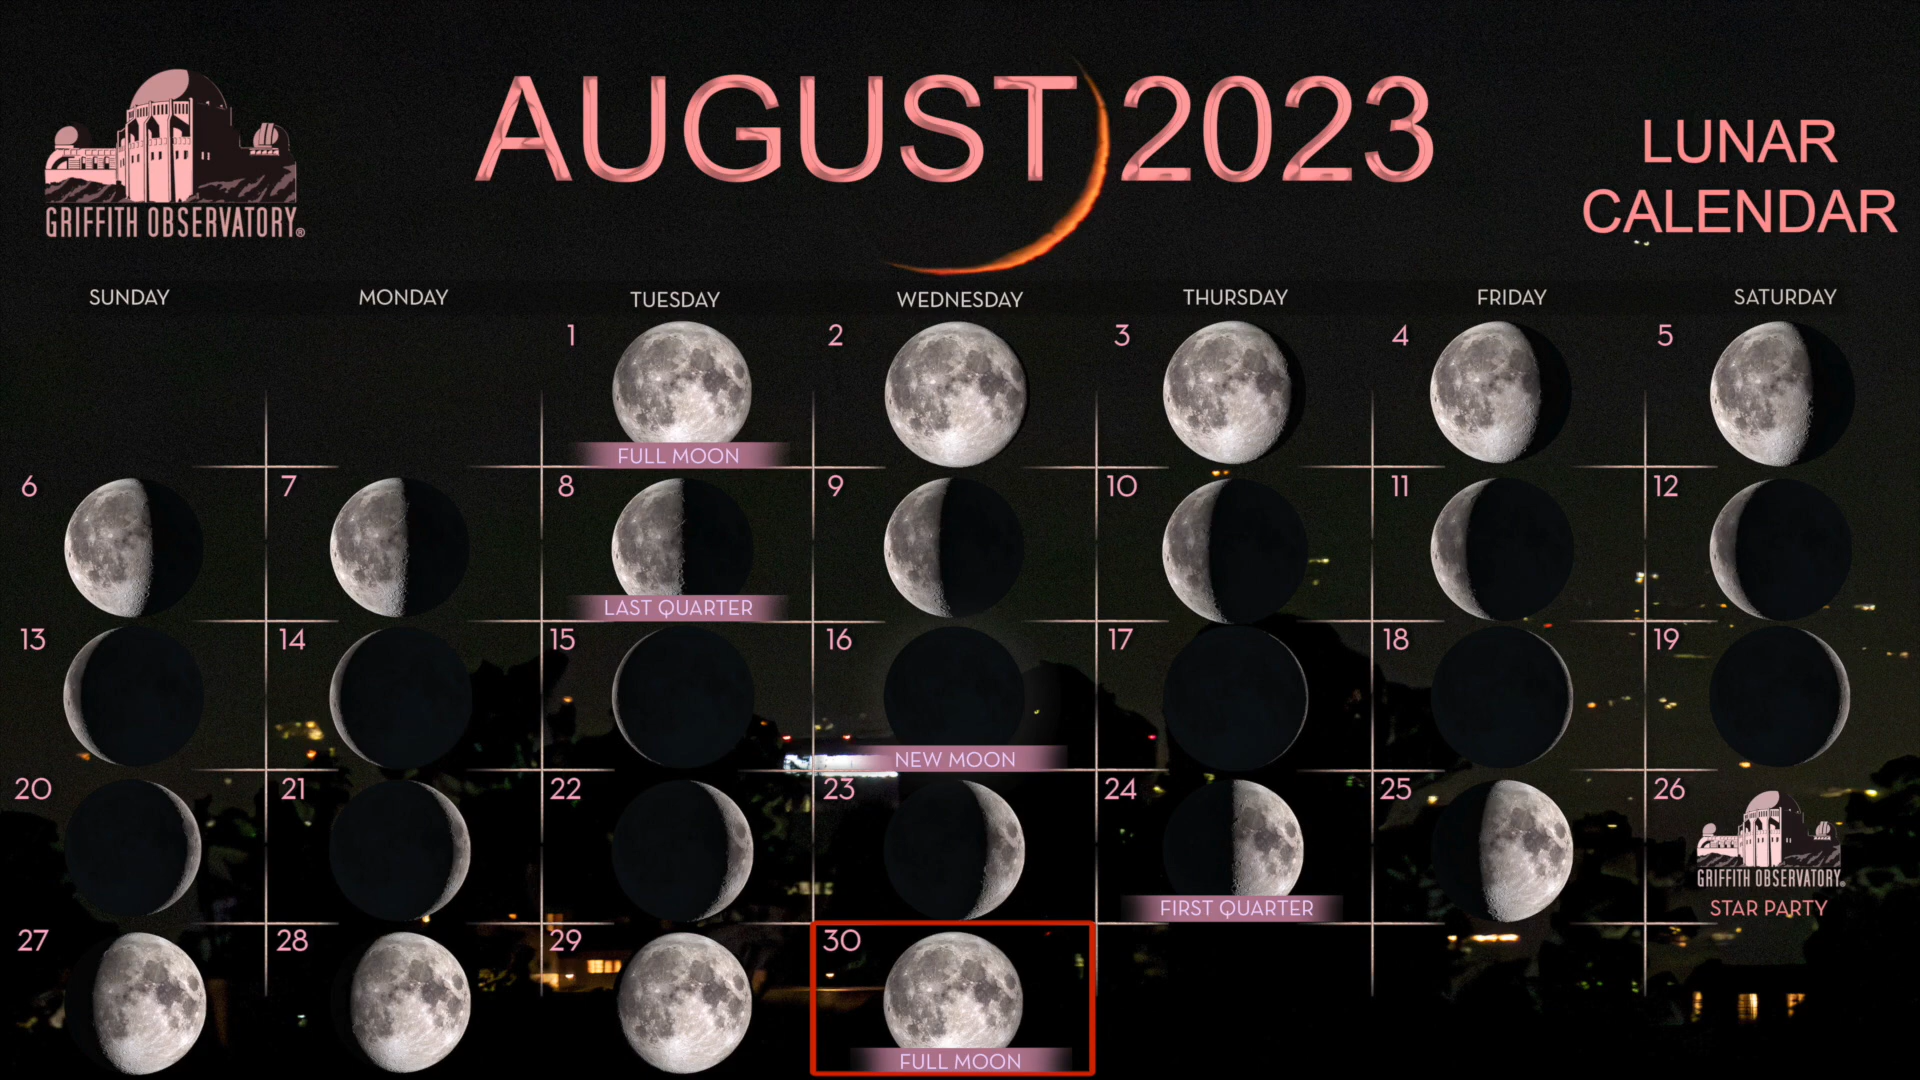 AUGUST 2023
GRIFFITH OBSERVATORY®
LUNAR
CALENDAR
SUNDAY MONDAY TUESDAY WEDNESDAY THURSDAY FRIDAY SATURDAY
1 2 3 4 5
FULL MOON
6 7 8 9 10 11 12
LAST QUARTER
13 14 15 16 17 18 19
NEW MOON
20 21 22 23 24 25 26
GRIFFITH OBSERVATORY®
FIRST QUARTER STAR PARTY
27 28 29 30
FULL MOON